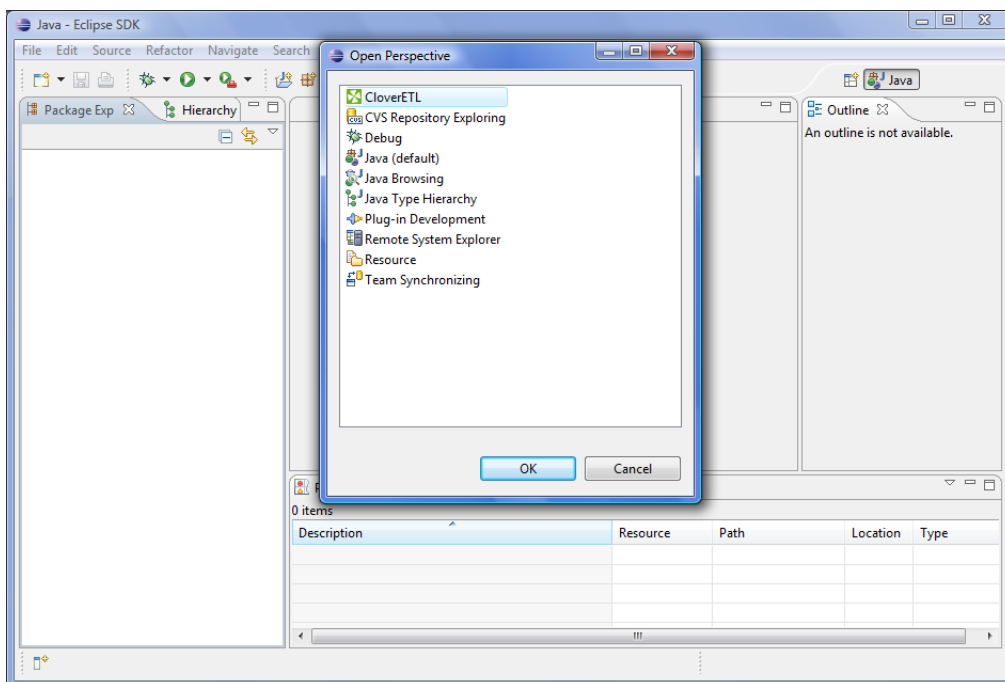 Java - Eclipse SDK
File Edit Source Refactor Navigate Search
Open Perspective
Java
Package Exp
Hierarchy
Outline
An outline is not available.
CloverETL
CVS Repository Exploring
Debug
Java (default)
Java Browsing
Java Type Hierarchy
Plug-in Development
Remote System Explorer
Resource
Team Synchronizing
OK Cancel
0 items
Description Resource Path Location Type